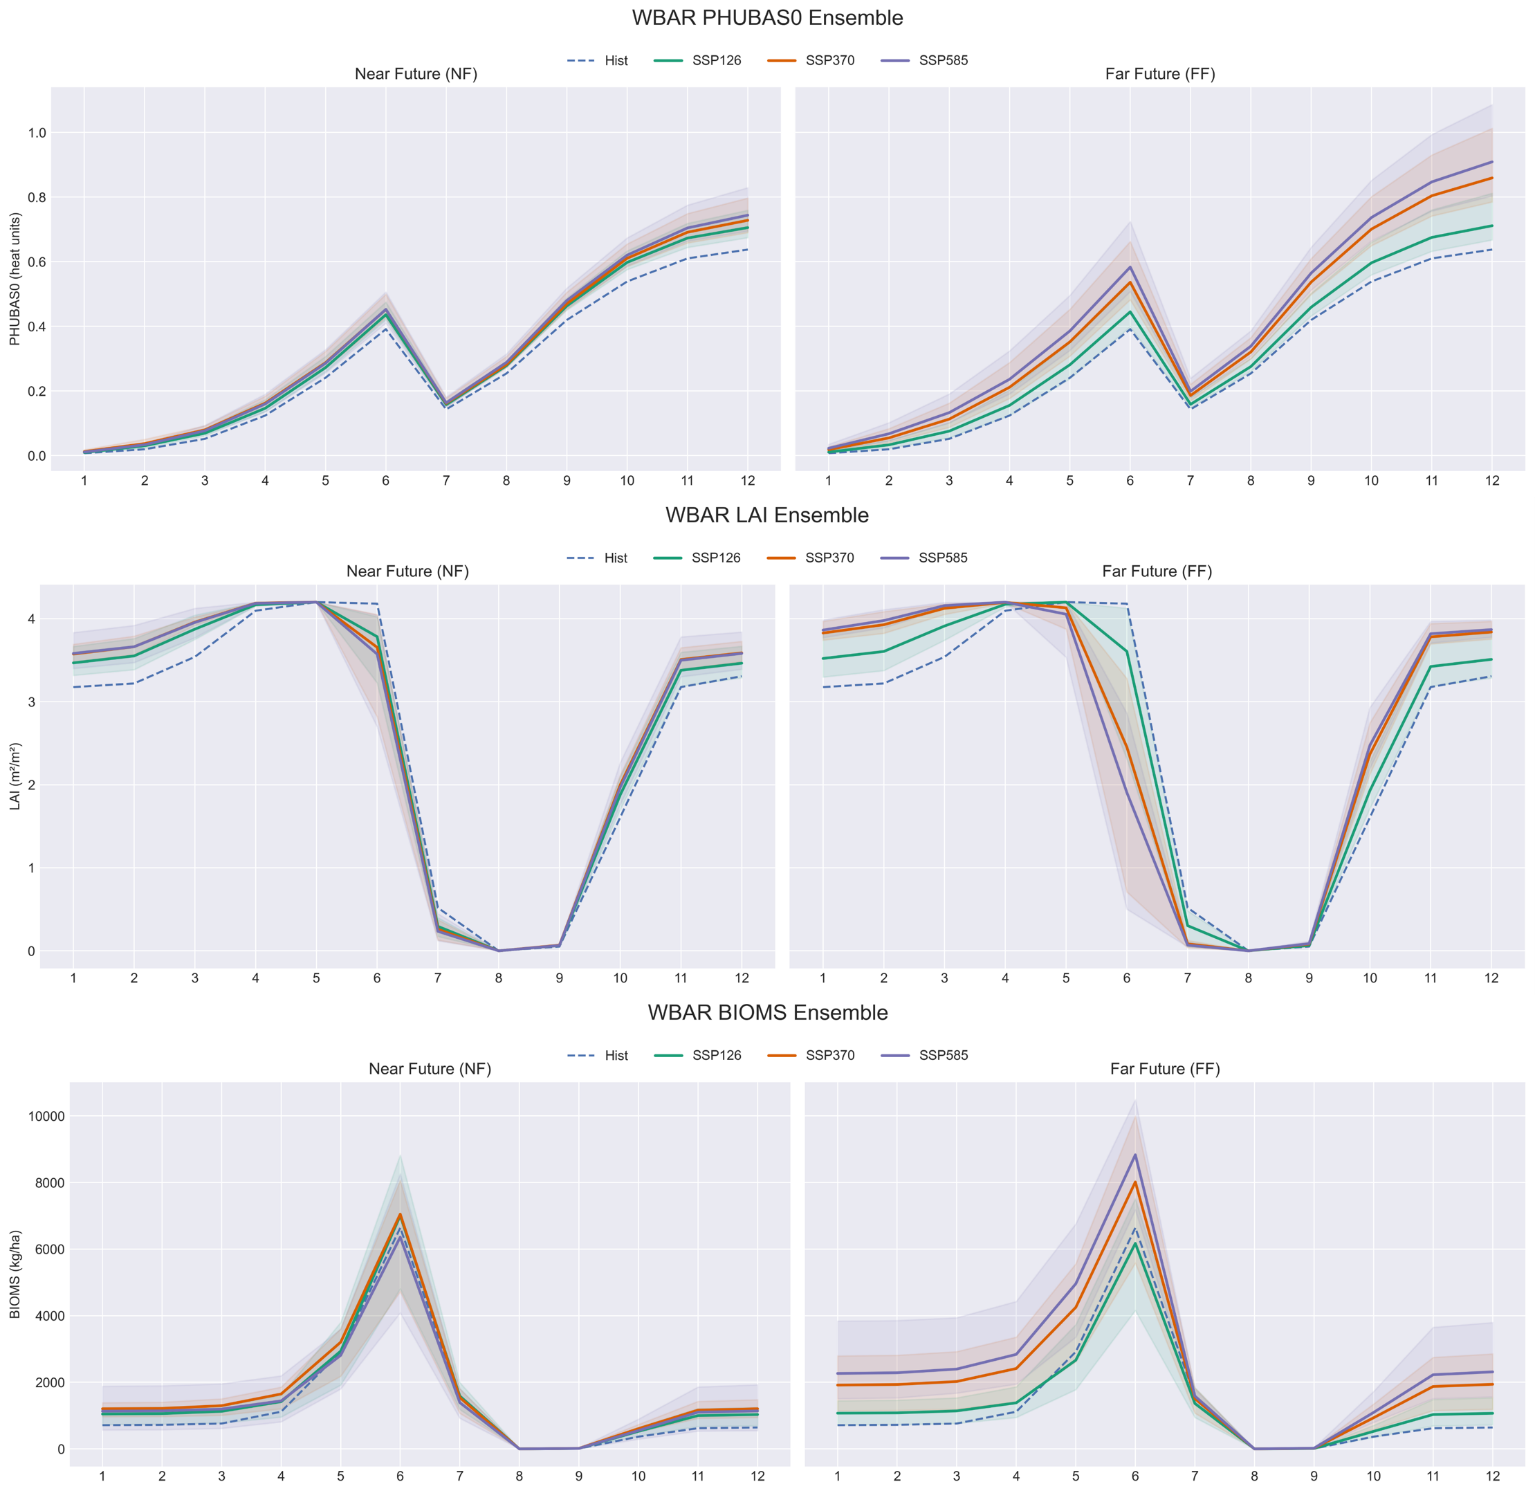 WBAR PHUBAS0 Ensemble
Hist SSP126 SSP370 SSP585
Near Future (NF) Far Future (FF)
PHUBAS0 (heat units)
1.0
0.8
0.6
0.4
0.2
0.0
1 2 3 4 5 6 7 8 9 10 11 12 1 2 3 4 5 6 7 8 9 10 11 12
WBAR LAI Ensemble
Hist SSP126 SSP370 SSP585
Near Future (NF) Far Future (FF)
LAI (m²/m²)
4
3
2
1
0
1 2 3 4 5 6 7 8 9 10 11 12 1 2 3 4 5 6 7 8 9 10 11 12
WBAR BIOMS Ensemble
Hist SSP126 SSP370 SSP585
Near Future (NF) Far Future (FF)
BIOMS (kg/ha)
10000
8000
6000
4000
2000
0
1 2 3 4 5 6 7 8 9 10 11 12 1 2 3 4 5 6 7 8 9 10 11 12